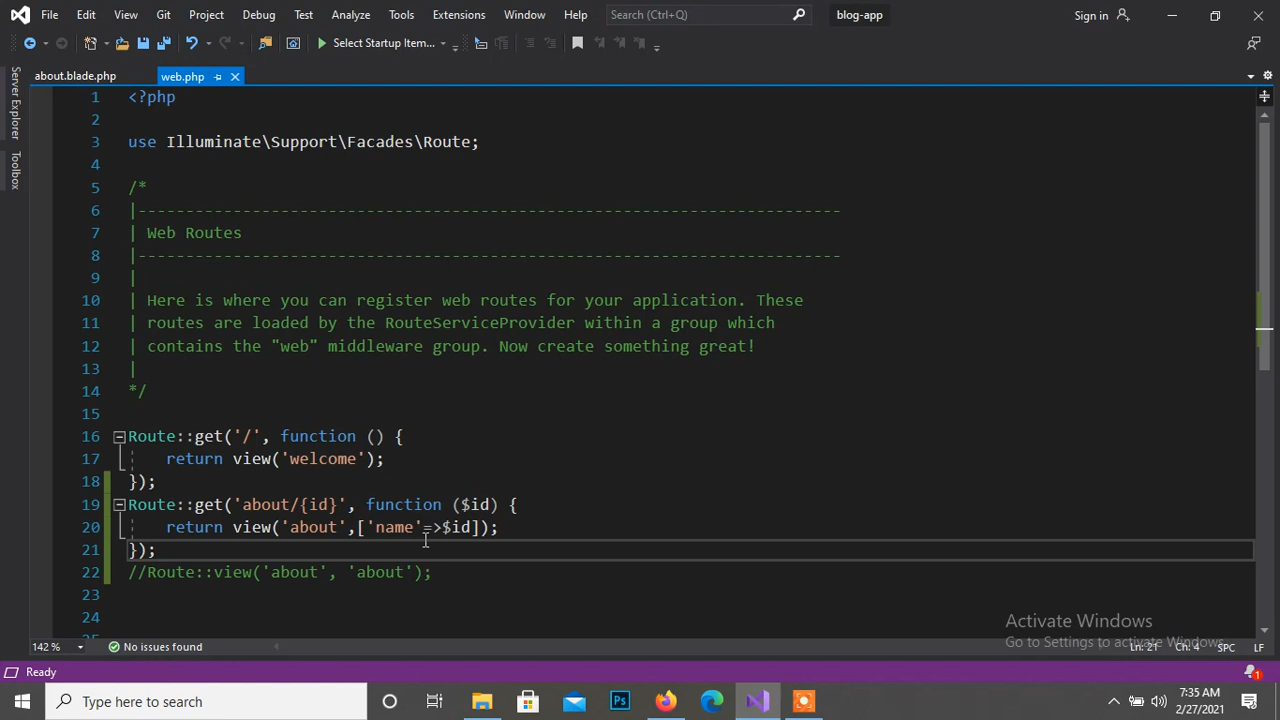 File Edit View Git Project Debug Test Analyze Tools Extensions Window Help Search (Ctrl+Q) blog-app Sign in
Select Startup Item...
Server Explorer
Toolbox
about.blade.php web.php
1 <?php
2
3 use Illuminate\Support\Facades\Route;
4
5 /*
6 |--------------------------------------------------------------------------
7 | Web Routes
8 |--------------------------------------------------------------------------
9 |
10 | Here is where you can register web routes for your application. These
11 | routes are loaded by the RouteServiceProvider within a group which
12 | contains the "web" middleware group. Now create something great!
13 |
14 */
15
16 Route::get('/', function () {
17 return view('welcome');
18 });
19 Route::get('about/{id}', function ($id) {
20 return view('about',['name'=>$id]);
21 });
22 //Route::view('about', 'about');
23
24
25
Activate Windows
Go to Settings to activate Windows.
142 % No issues found Ln: 21 Ch: 4 SPC LF
Ready 1
Type here to search
Ps
7:35 AM
2/27/2021